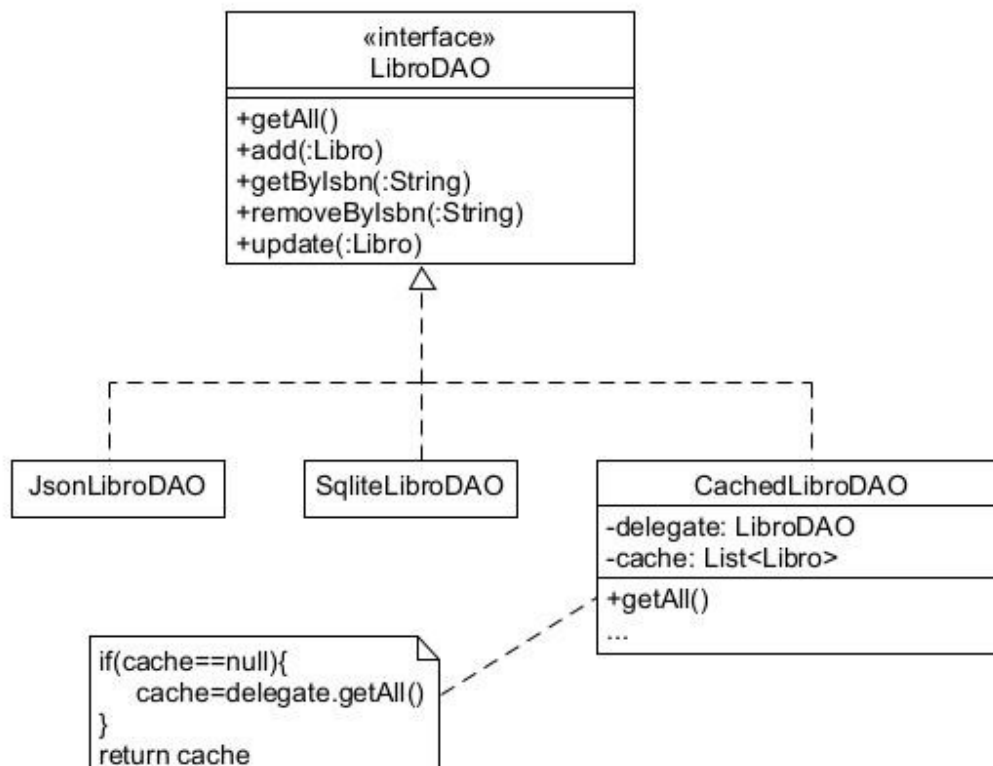 «interface»
LibroDAO
+getAll()
+add(:Libro)
+getByIsbn(:String)
+removeByIsbn(:String)
+update(:Libro)
JsonLibroDAO
SqliteLibroDAO
CachedLibroDAO
-delegate: LibroDAO
-cache: List<Libro>
+getAll()
...
if(cache==null){
cache=delegate.getAll()
}
return cache